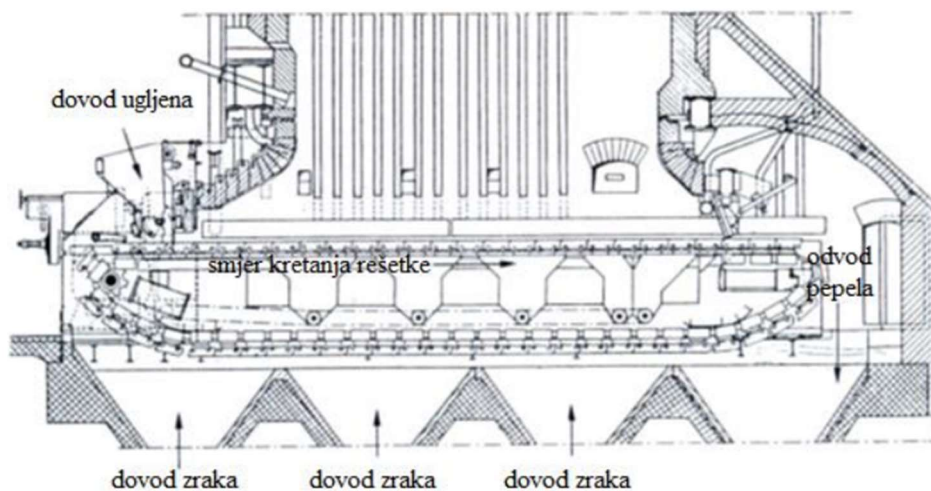 dovod ugljena
smjer kretanja rešetke
odvod
pepela
dovod zraka
dovod zraka
dovod zraka